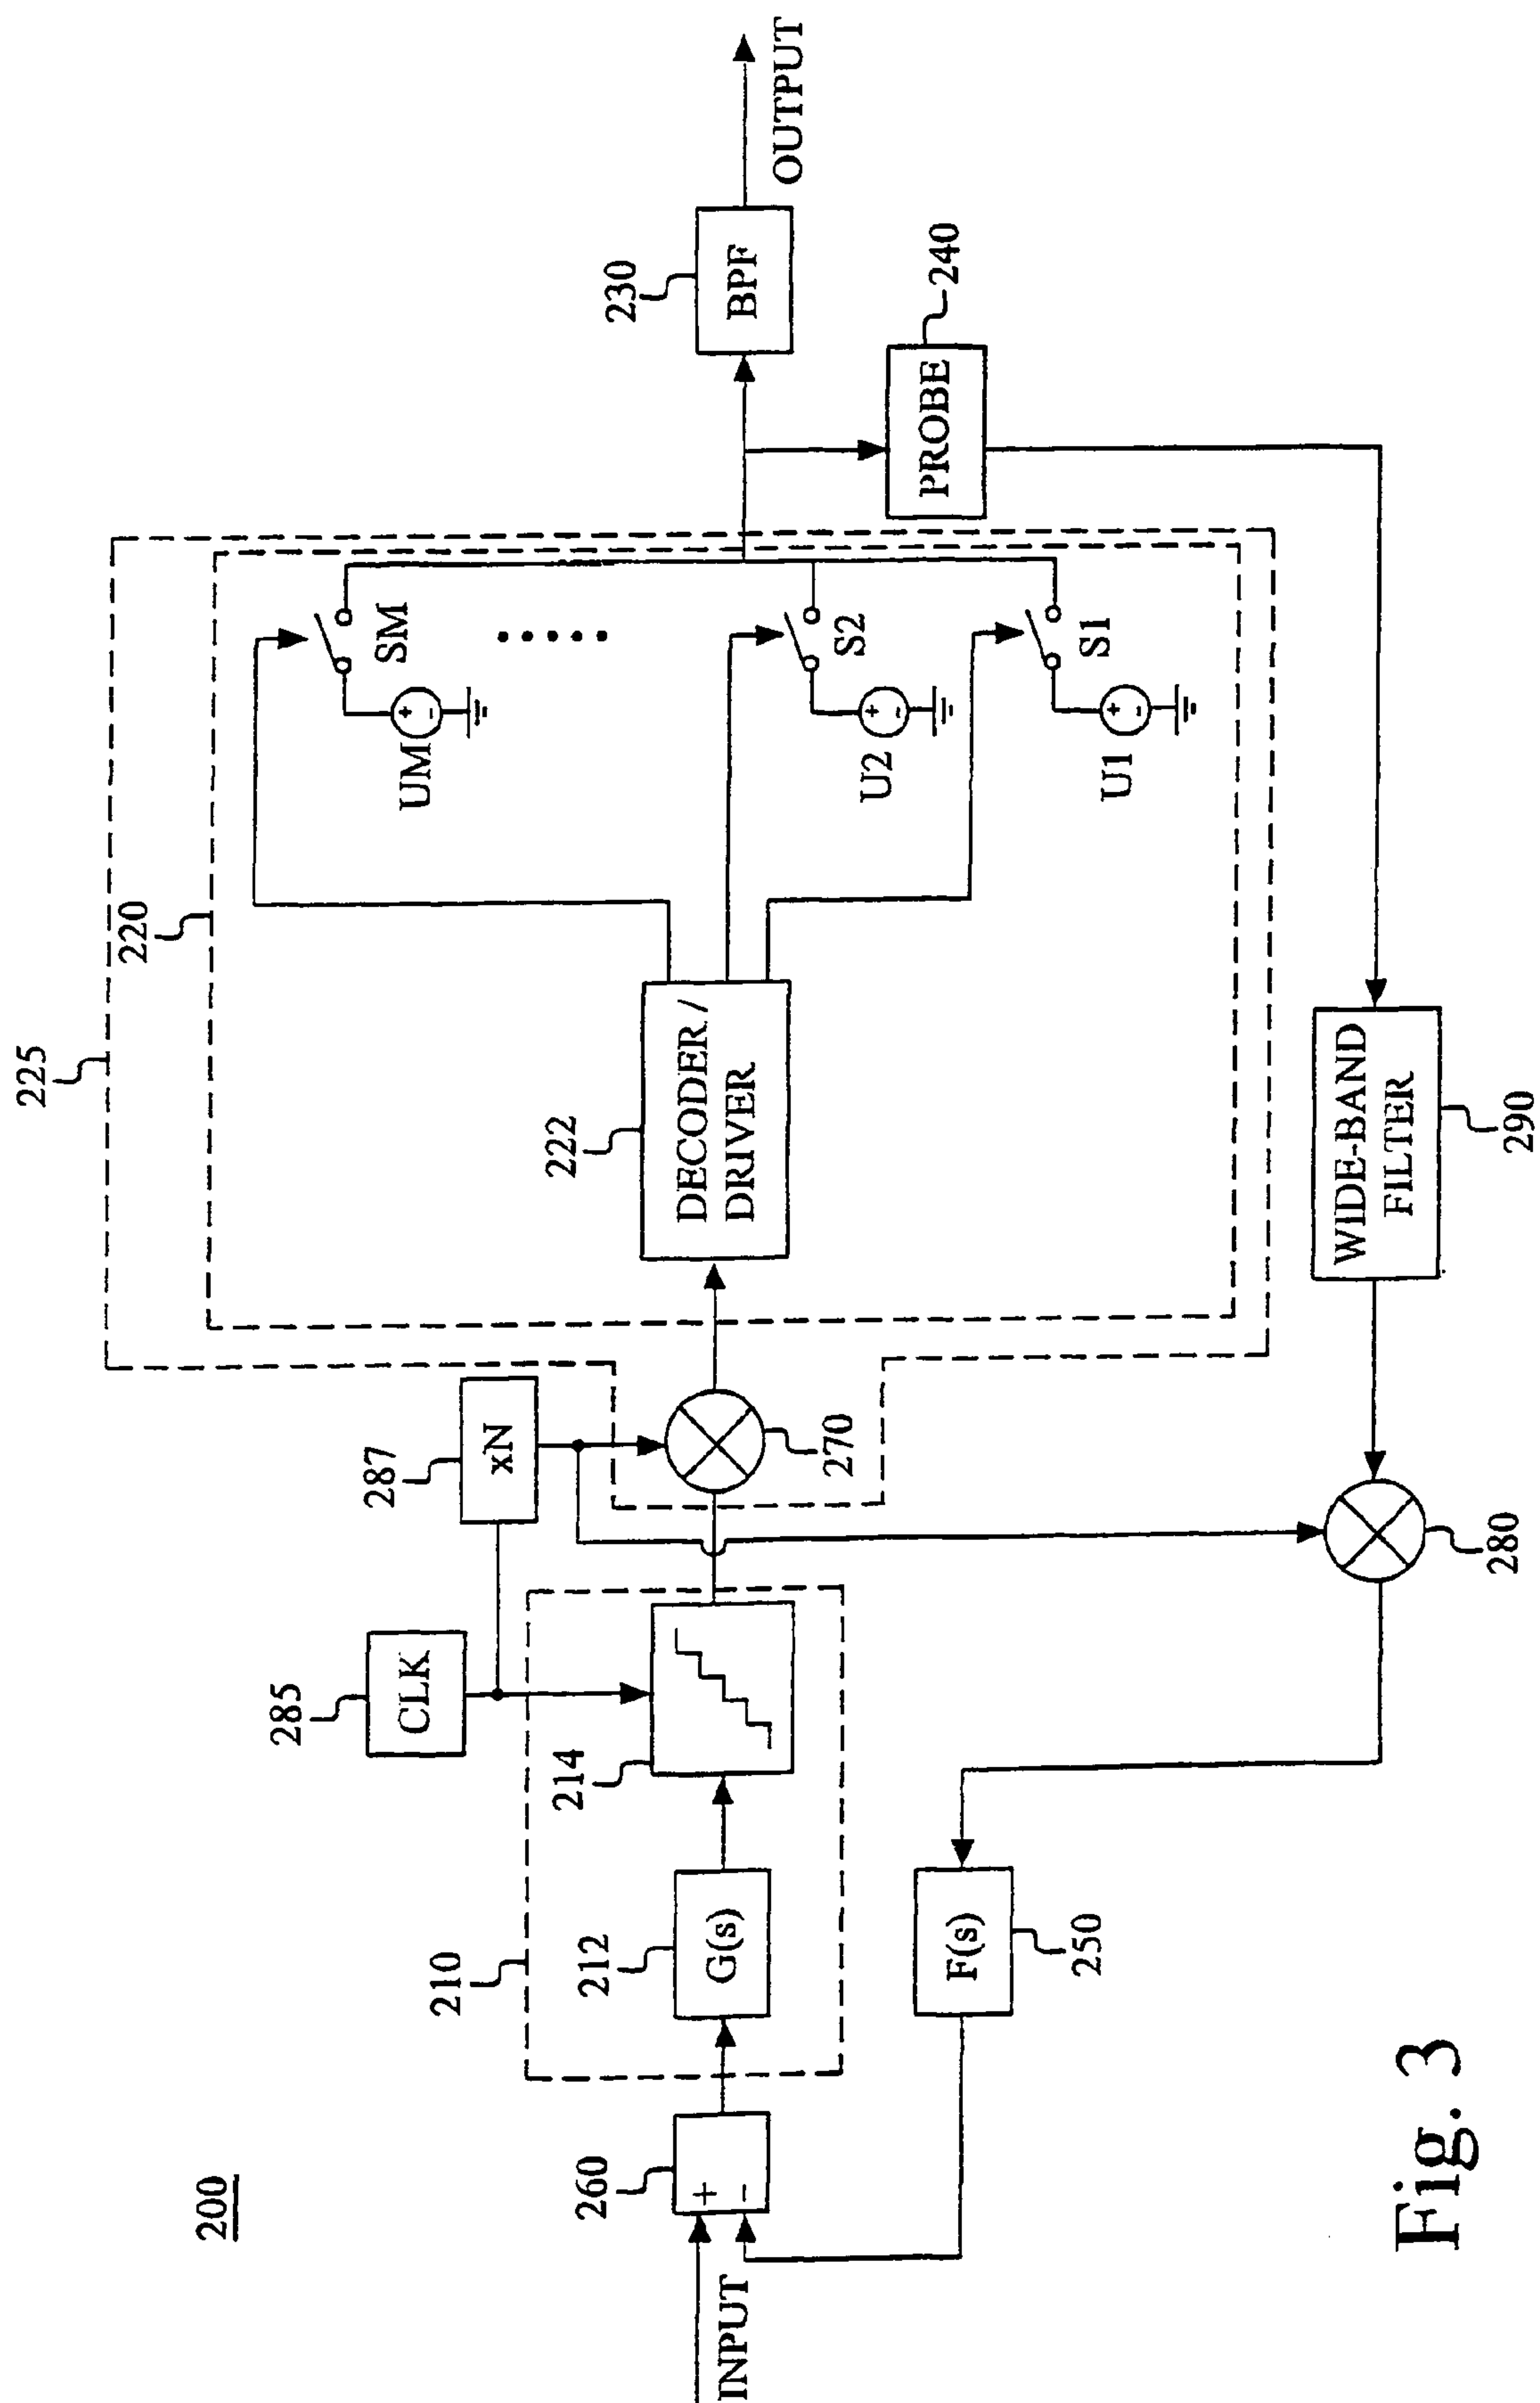 200
INPUT
260
+
-
210
212
G(s)
214
285
CLK
287
xN
270
225
220
222
DECODER /
DRIVER
UM
+
-
SM
U2
+
-
S2
U1
+
-
S1
230
BPF
OUTPUT
240
PROBE
WIDE-BAND
FILTER
290
280
F(s)
250
Fig. 3